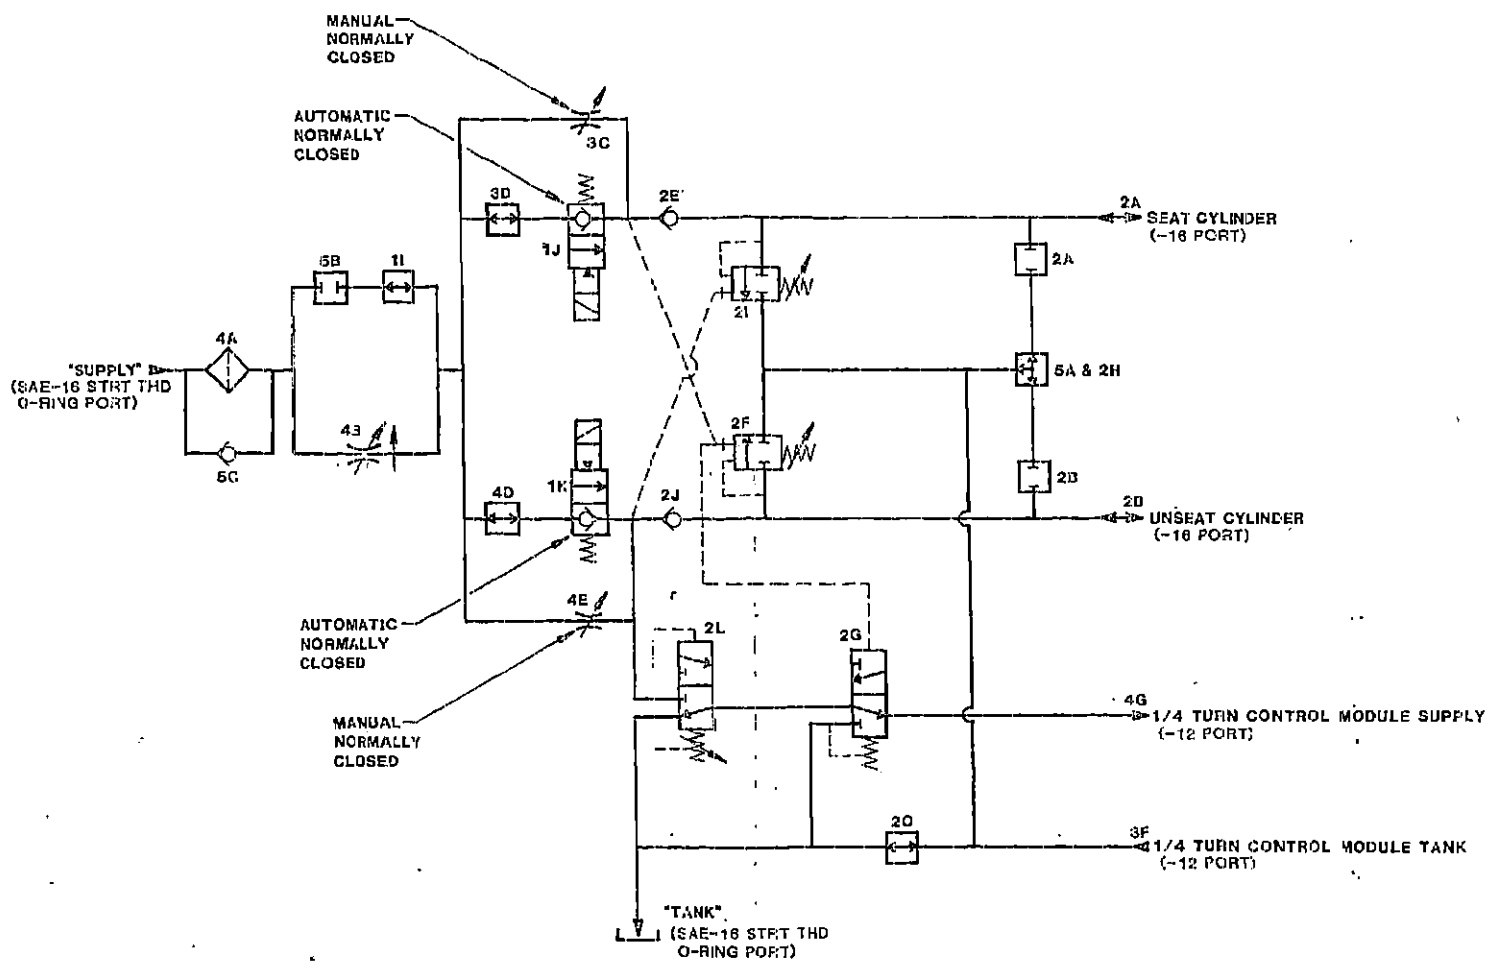 MANUAL
NORMALLY
CLOSED
3C
AUTOMATIC
NORMALLY
CLOSED
3D
2E
2A
SEAT CYLINDER
(-16 PORT)
1J
2A
5B
1I
2I
4A
"SUPPLY"
(SAE-16 STRT THD
O-RING PORT)
5A & 2H
4B
2F
5C
4D
1K
2J
2B
2D
UNSEAT CYLINDER
(-16 PORT)
4E
AUTOMATIC
NORMALLY
CLOSED
2L
2G
MANUAL
NORMALLY
CLOSED
4G
1/4 TURN CONTROL MODULE SUPPLY
(-12 PORT)
3F
1/4 TURN CONTROL MODULE TANK
(-12 PORT)
"TANK"
(SAE-16 STRT THD
O-RING PORT)